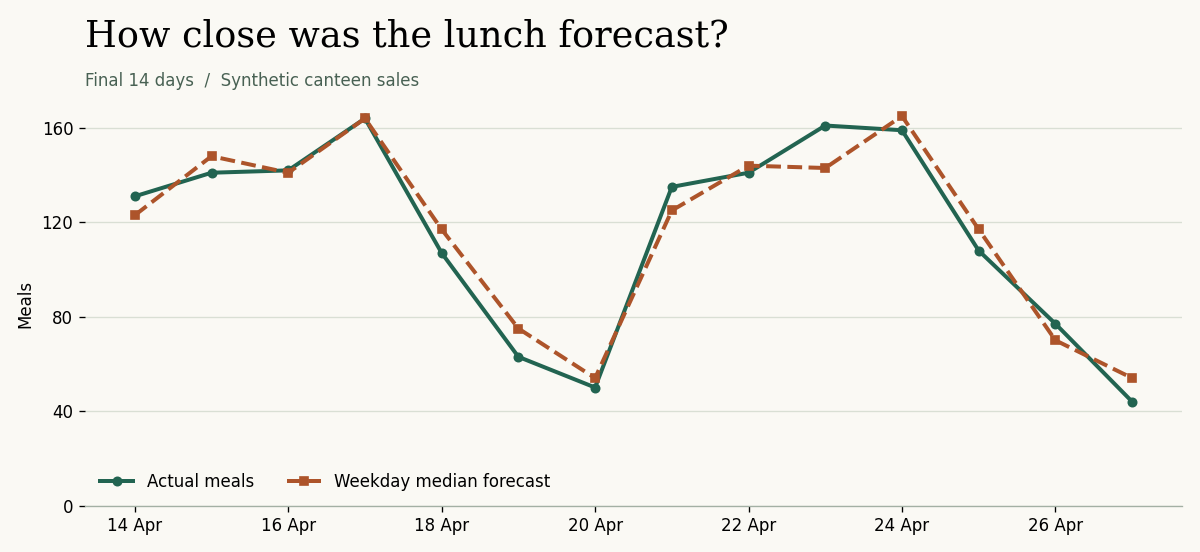 How close was the lunch forecast?
Final 14 days / Synthetic canteen sales
Meals
160
120
80
40
0
Actual meals
Weekday median forecast
14 Apr
16 Apr
18 Apr
20 Apr
22 Apr
24 Apr
26 Apr